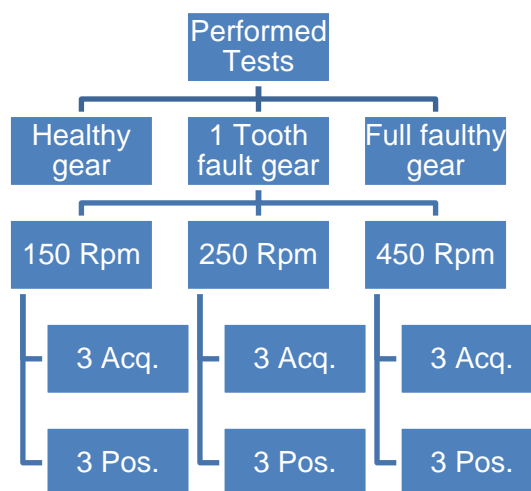 Performed
Tests
Healthy
gear
1 Tooth
fault gear
Full faulthy
gear
150 Rpm
250 Rpm
450 Rpm
3 Acq.
3 Acq.
3 Acq.
3 Pos.
3 Pos.
3 Pos.